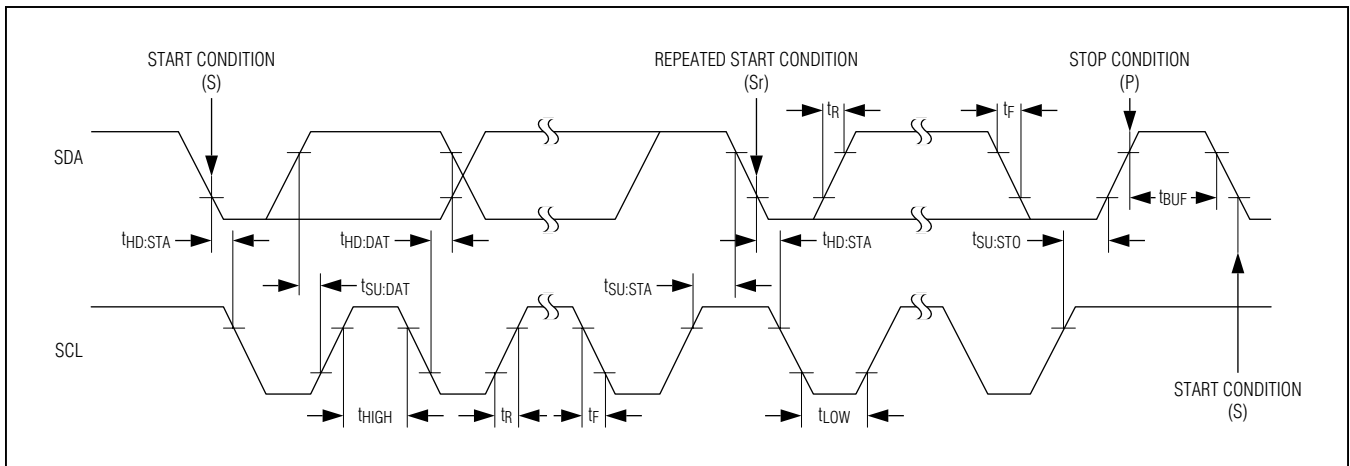 START CONDITION
(S)
REPEATED START CONDITION
(Sr)
STOP CONDITION
(P)
tR
tF
SDA
tBUF
tHD:STA
tHD:DAT
tHD:STA
tSU:STO
tSU:DAT
tSU:STA
SCL
tHIGH
tR
tF
tLOW
START CONDITION
(S)